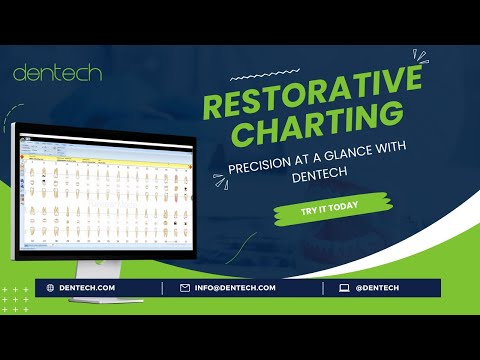 dentech
RESTORATIVE
CHARTING
PRECISION AT A GLANCE WITH
DENTECH
TRY IT TODAY
DENTECH.COM
INFO@DENTECH.COM
@DENTECH